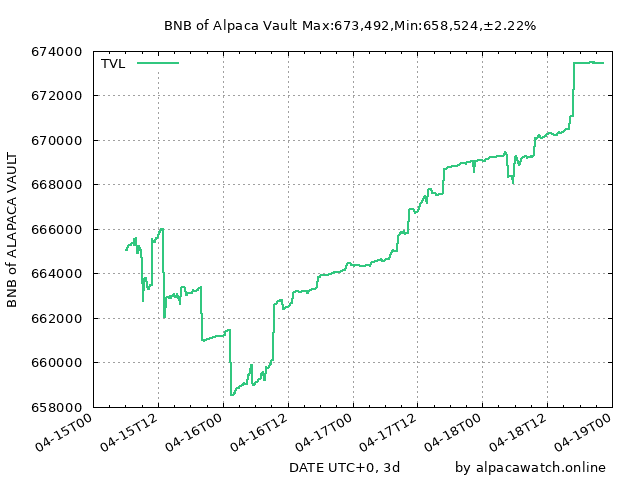 BNB of Alpaca Vault Max:673,492,Min:658,524,±2.22%
TVL
674000
672000
670000
668000
666000
664000
662000
660000
658000
BNB of ALAPACA VAULT
04-15T00
04-15T12
04-16T00
04-16T12
04-17T00
04-17T12
04-18T00
04-18T12
04-19T00
DATE UTC+0, 3d
by alpacawatch.online